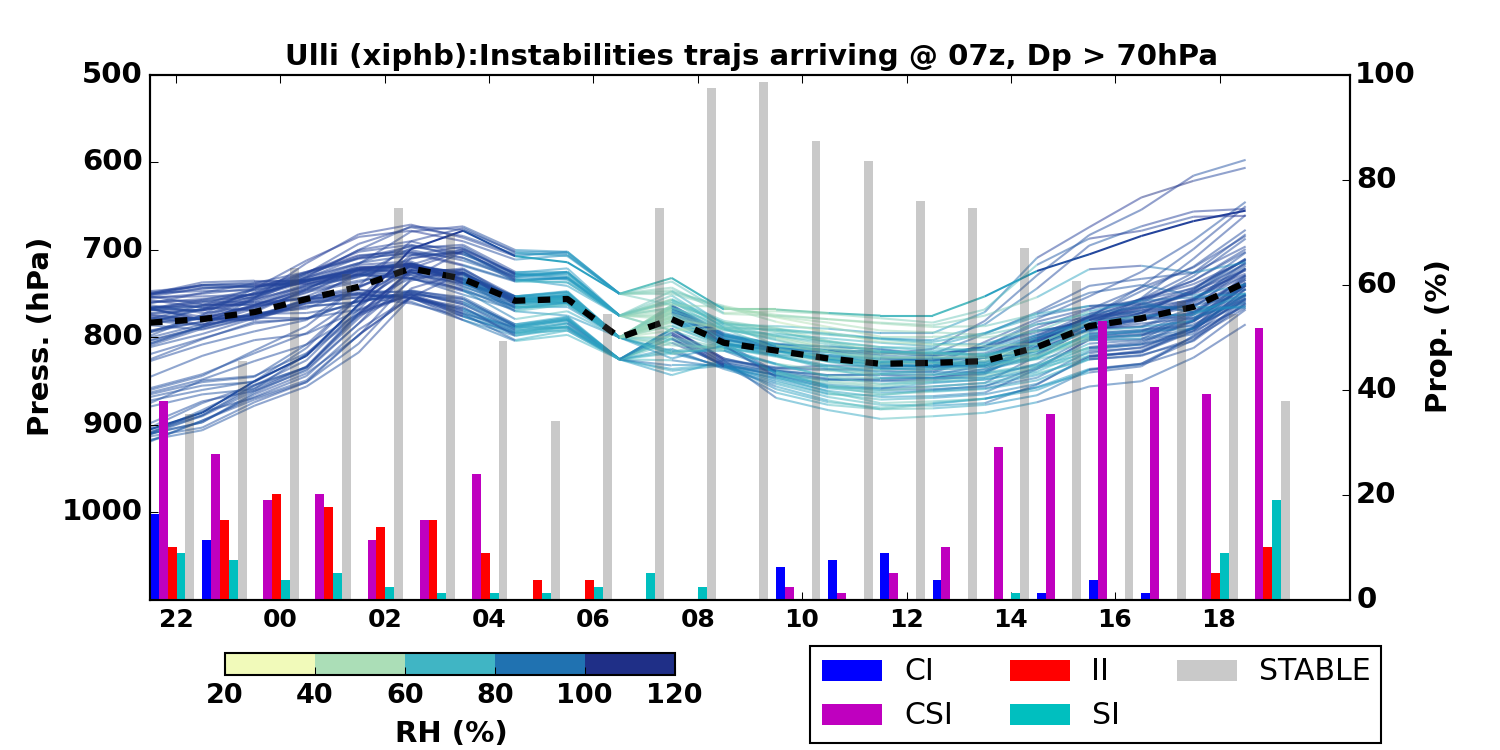 Ulli (xiphb):Instabilities trajs arriving @ 07z, Dp > 70hPa
Press. (hPa)
500
600
700
800
900
1000
100
80
60
40
20
0
Prop. (%)
22 00 02 04 06 08 10 12 14 16 18
20 40 60 80 100 120
RH (%)
CI II STABLE
CSI SI